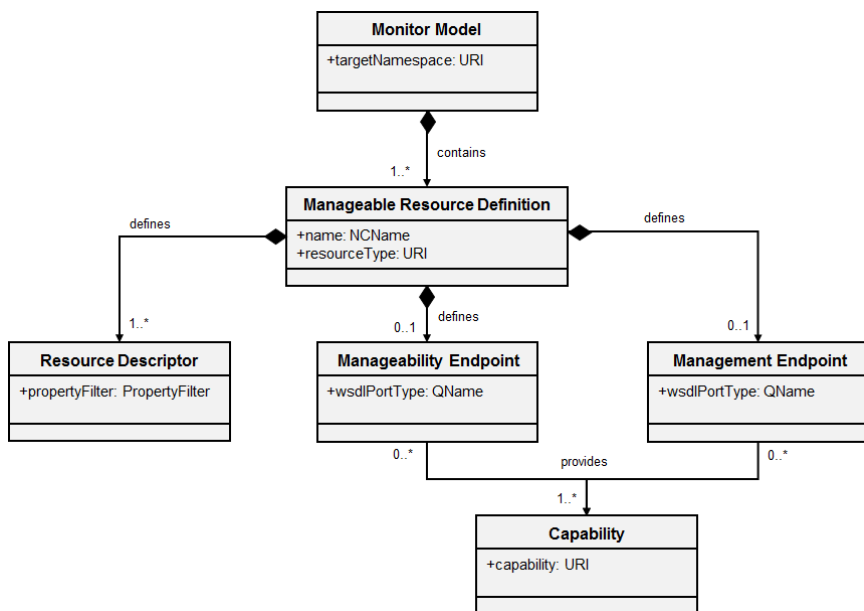 Monitor Model
+targetNamespace: URI
contains
1..*
Manageable Resource Definition
+name: NCName
+resourceType: URI
defines
defines
defines
1..*
0..1
0..1
Resource Descriptor
+propertyFilter: PropertyFilter
Manageability Endpoint
+wsdlPortType: QName
Management Endpoint
+wsdlPortType: QName
0..*
provides
0..*
1..*
Capability
+capability: URI